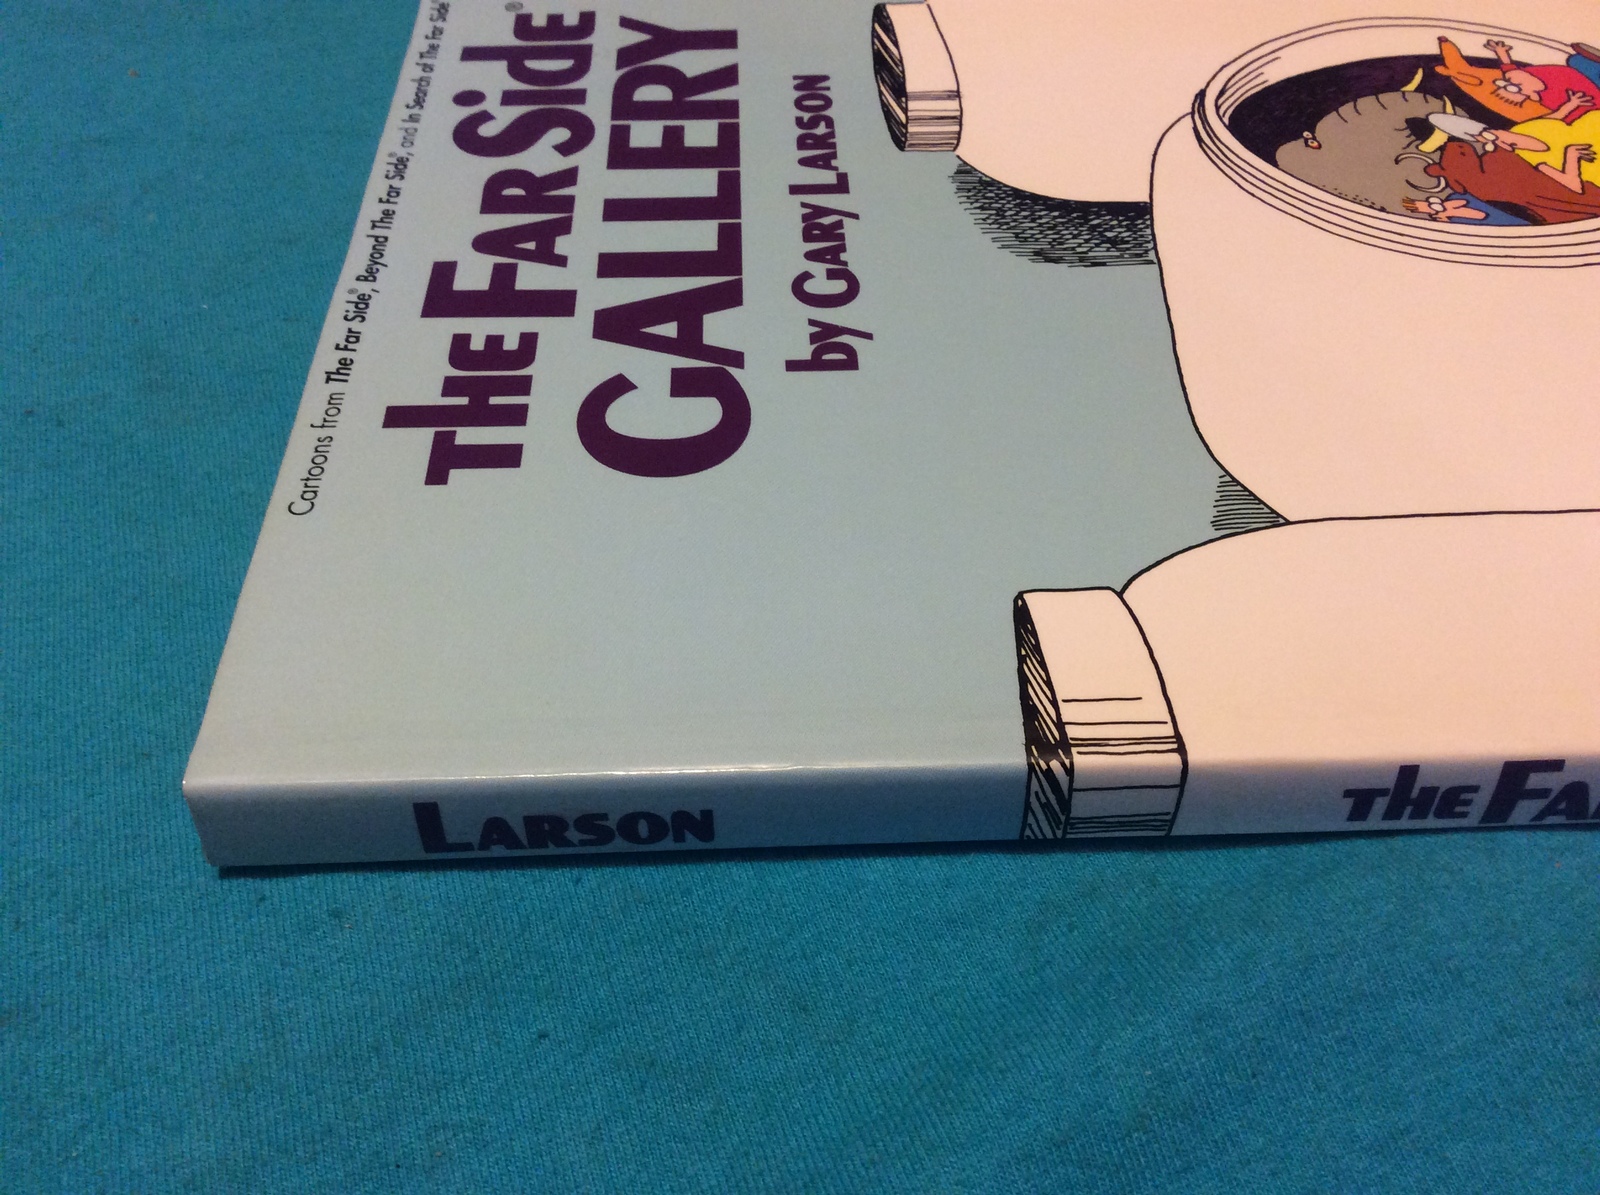 Cartoons from The Far Side®, Beyond The Far Side®, and In Search of The Far Side®
THE FAR SIDE®
GALLERY
by GARY LARSON
LARSON
THE